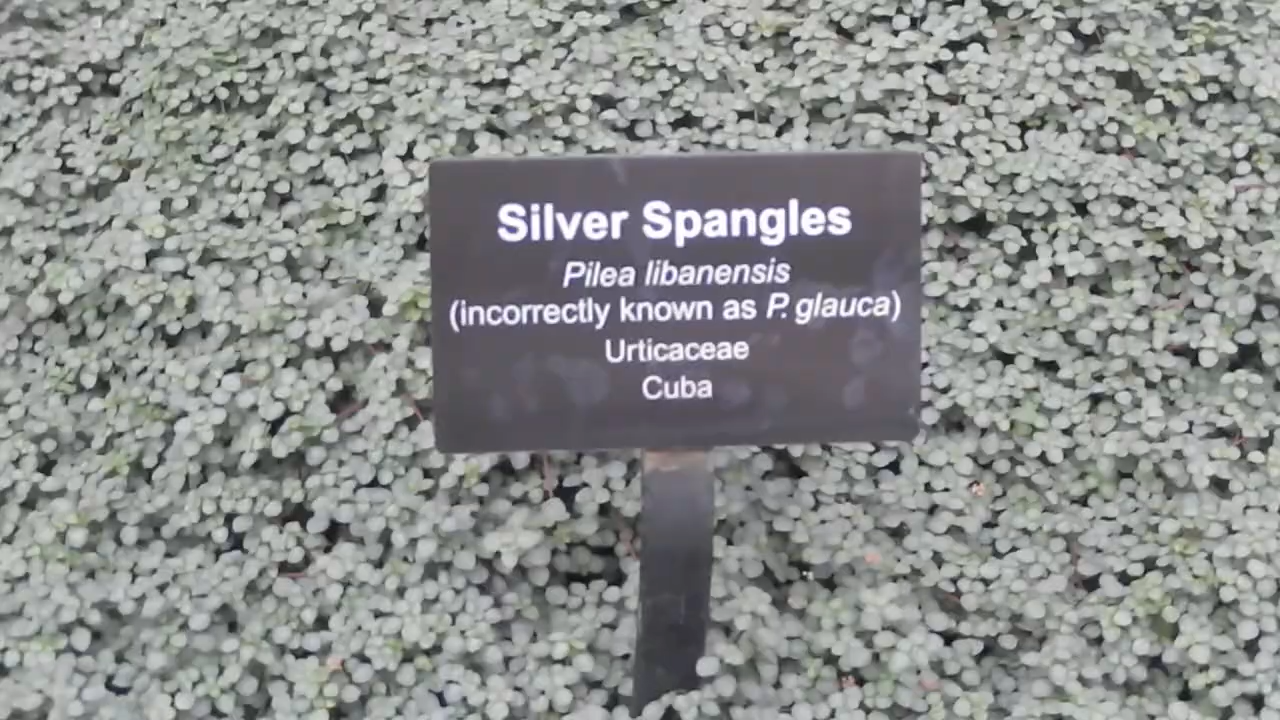 Silver Spangles
Pilea libanensis
(incorrectly known as P. glauca)
Urticaceae
Cuba